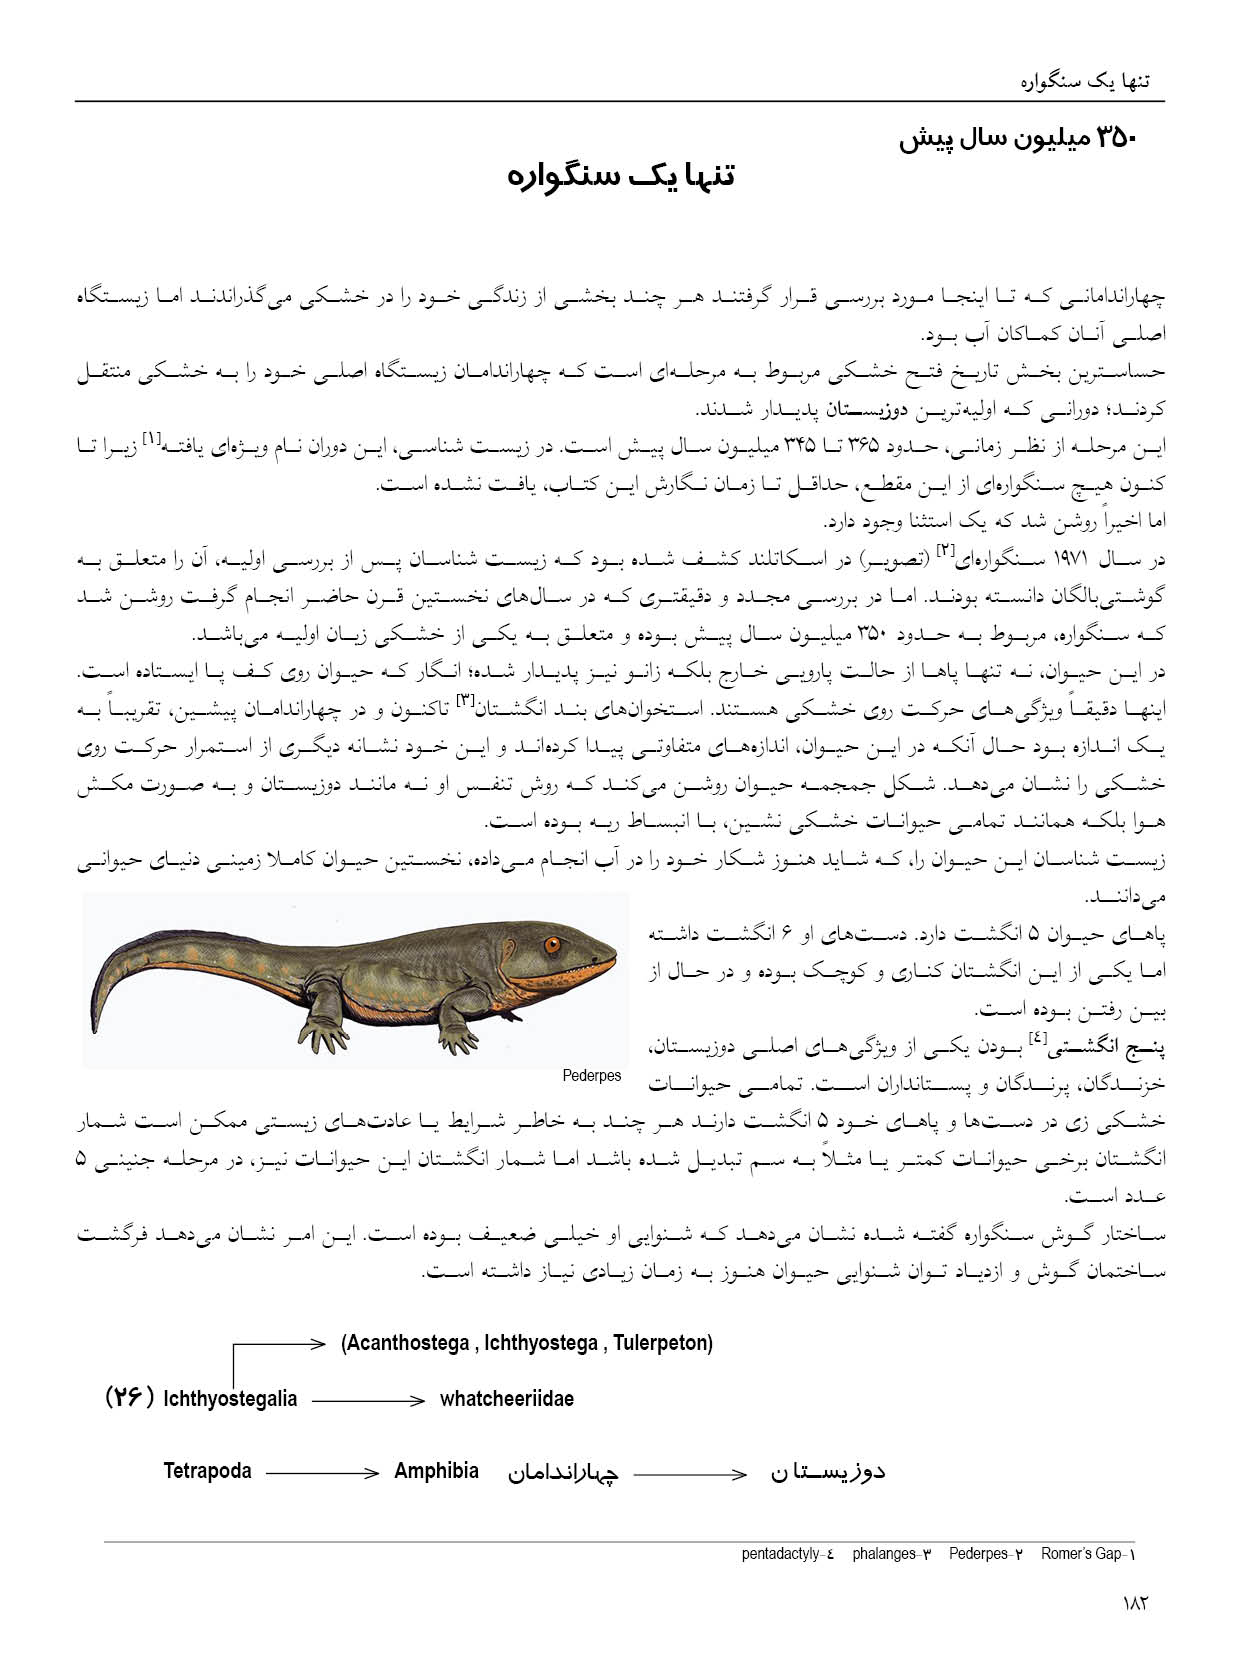 تنها یک سنگواره
۳۵۰ میلیون سال پیش
تنها یک سنگواره
چهاراندامانی که تا اینجا مورد بررسی قرار گرفتند هر چند بخشی از زندگی خود را در خشکی می‌گذراندند اما زیستگاه
اصلی آنان کماکان آب بود.
حساسترین بخش تاریخ فتح خشکی مربوط به مرحله‌ای است که چهاراندامان زیستگاه اصلی خود را به خشکی منتقل
کردند؛ دورانی که اولیه‌ترین دوزیستان پدیدار شدند.
این مرحله از نظر زمانی، حدود ۳۶۵ تا ۳۴۵ میلیون سال پیش است. در زیست شناسی، این دوران نام ویژه‌ای یافته[۱] زیرا تا
کنون هیچ سنگواره‌ای از این مقطع، حداقل تا زمان نگارش این کتاب، یافت نشده است.
اما اخیراً روشن شد که یک استثنا وجود دارد.
در سال ۱۹۷۱ سنگواره‌ای[۲] (تصویر) در اسکاتلند کشف شده بود که زیست شناسان پس از بررسی اولیه، آن را متعلق به
گوشتی‌بالگان دانسته بودند. اما در بررسی مجدد و دقیقتری که در سال‌های نخستین قرن حاضر انجام گرفت روشن شد
که سنگواره، مربوط به حدود ۳۵۰ میلیون سال پیش بوده و متعلق به یکی از خشکی زیان اولیه می‌باشد.
در این حیوان، نه تنها پاها از حالت پارویی خارج بلکه زانو نیز پدیدار شده؛ انگار که حیوان روی کف پا ایستاده است.
اینها دقیقاً ویژگی‌های حرکت روی خشکی هستند. استخوان‌های بند انگشتان[۳] تاکنون و در چهاراندامان پیشین، تقریباً به
یک اندازه بود حال آنکه در این حیوان، اندازه‌های متفاوتی پیدا کرده‌اند و این خود نشانه دیگری از استمرار حرکت روی
خشکی را نشان می‌دهد. شکل جمجمه حیوان روشن می‌کند که روش تنفس او نه مانند دوزیستان و به صورت مکش
هوا بلکه همانند تمامی حیوانات خشکی نشین، با انبساط ریه بوده است.
زیست شناسان این حیوان را، که شاید هنوز شکار خود را در آب انجام می‌داده، نخستین حیوان کاملا زمینی دنیای حیوانی
می‌دانند.
پاهای حیوان ۵ انگشت دارد. دست‌های او ۶ انگشت داشته
اما یکی از این انگشتان کناری و کوچک بوده و در حال از
بین رفتن بوده است.
پنج انگشتی[٤] بودن یکی از ویژگی‌های اصلی دوزیستان،
Pederpes
خزندگان، پرندگان و پستانداران است. تمامی حیوانات
خشکی زی در دست‌ها و پاهای خود ۵ انگشت دارند هر چند به خاطر شرایط یا عادت‌های زیستی ممکن است شمار
انگشتان برخی حیوانات کمتر یا مثلاً به سم تبدیل شده باشد اما شمار انگشتان این حیوانات نیز، در مرحله جنینی ۵
عدد است.
ساختار گوش سنگواره گفته شده نشان می‌دهد که شنوایی او خیلی ضعیف بوده است. این امر نشان می‌دهد فرگشت
ساختمان گوش و ازدیاد توان شنوایی حیوان هنوز به زمان زیادی نیاز داشته است.
(Acanthostega , Ichthyostega , Tulerpeton)
(۲۶) Ichthyostegalia whatcheeriidae
Tetrapoda Amphibia چهاراندامان دوزیستان
۱-Romer's Gap ۲-Pederpes ۳-phalanges ٤-pentadactyly
۱۸۲